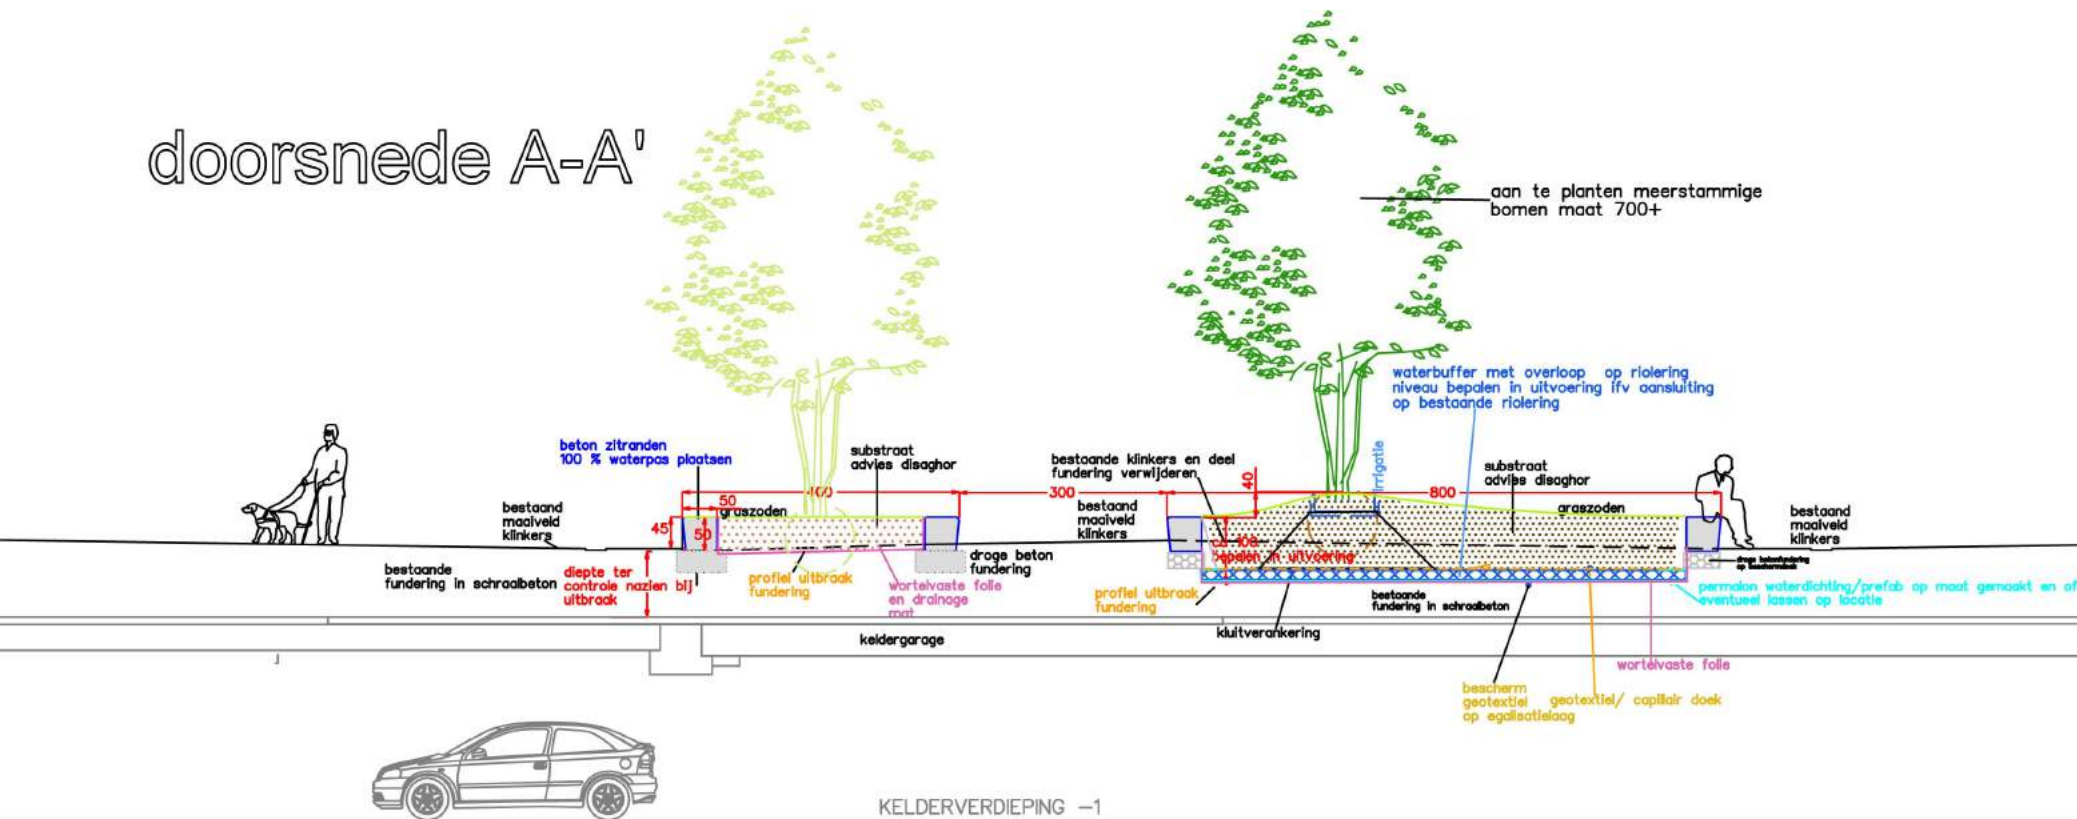 doorsnede A-A'
aan te planten meerstammige
bomen maat 700+
waterbuffer met overloop op riolering
niveau bepalen in uitvoering ifv aansluiting
op bestaande riolering
beton zitranden
100 % waterpas plaatsen
substraat
advies disaghor
bestaande klinkers en deel
fundering verwijderen
40
irrigatie
substraat
advies disaghor
50
400
300
800
graszoden
graszoden
bestaand
maaiveld
klinkers
45
50
bestaand
maaiveld
klinkers
bestaand
maaiveld
klinkers
ca 100
bepalen in uitvoering
droge beton
fundering
bestaande
fundering in schraalbeton
diepte ter
controle nazien bij
uitbraak
profiel uitbraak
fundering
wortelvaste folie
en drainage
mat
profiel uitbraak
fundering
bestaande
fundering in schraalbeton
droge betonfundering
permalon waterdichting/prefab op maat gemaakt en af
eventueel lassen op locatie
kluitverankering
keldergarage
wortelvaste folie
bescherm
geotextiel
op egalisatielaag
geotextiel/ capillair doek
KELDERVERDIEPING -1